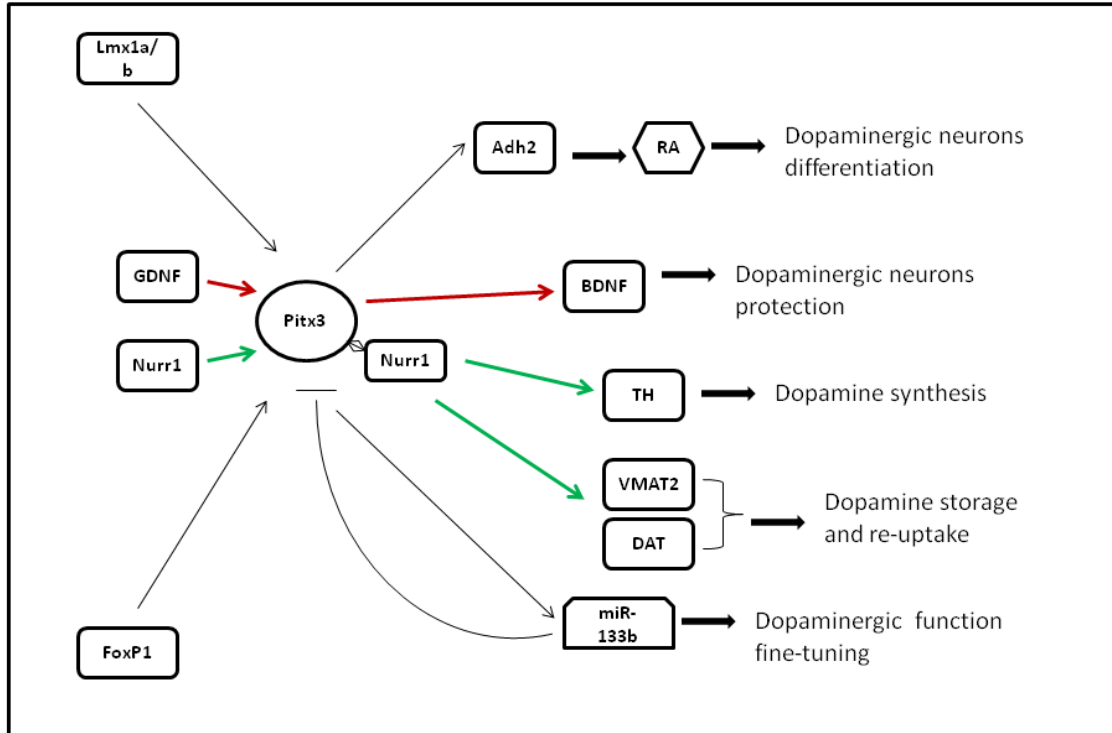 Lmx1a/
b
Adh2
RA
Dopaminergic neurons
differentiation
GDNF
BDNF
Dopaminergic neurons
protection
Pitx3
Nurr1
Nurr1
TH
Dopamine synthesis
VMAT2
DAT
Dopamine storage
and re-uptake
miR-
133b
Dopaminergic function
fine-tuning
FoxP1